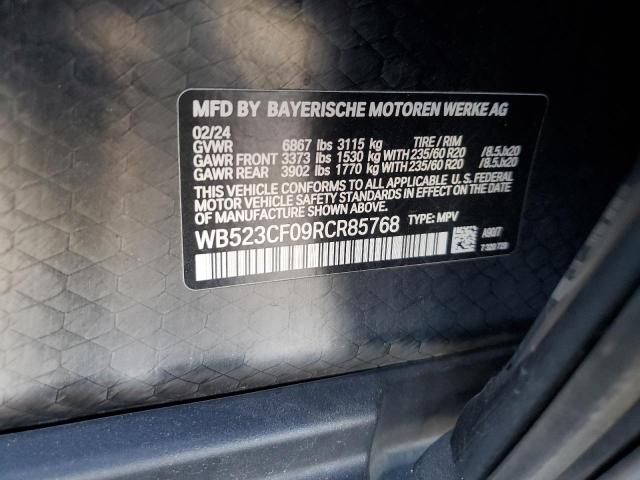 MFD BY BAYERISCHE MOTOREN WERKE AG
02/24
GVWR 6867 lbs 3115 kg TIRE / RIM
GAWR FRONT 3373 lbs 1530 kg WITH 235/60 R20 /8.5Jx20
GAWR REAR 3902 lbs 1770 kg WITH 235/60 R20 /8.5Jx20
THIS VEHICLE CONFORMS TO ALL APPLICABLE U. S. FEDERAL
MOTOR VEHICLE SAFETY STANDARDS IN EFFECT ON THE
DATE OF MANUFACTURE SHOWN ABOVE.
WB523CF09RCR85768 TYPE: MPV